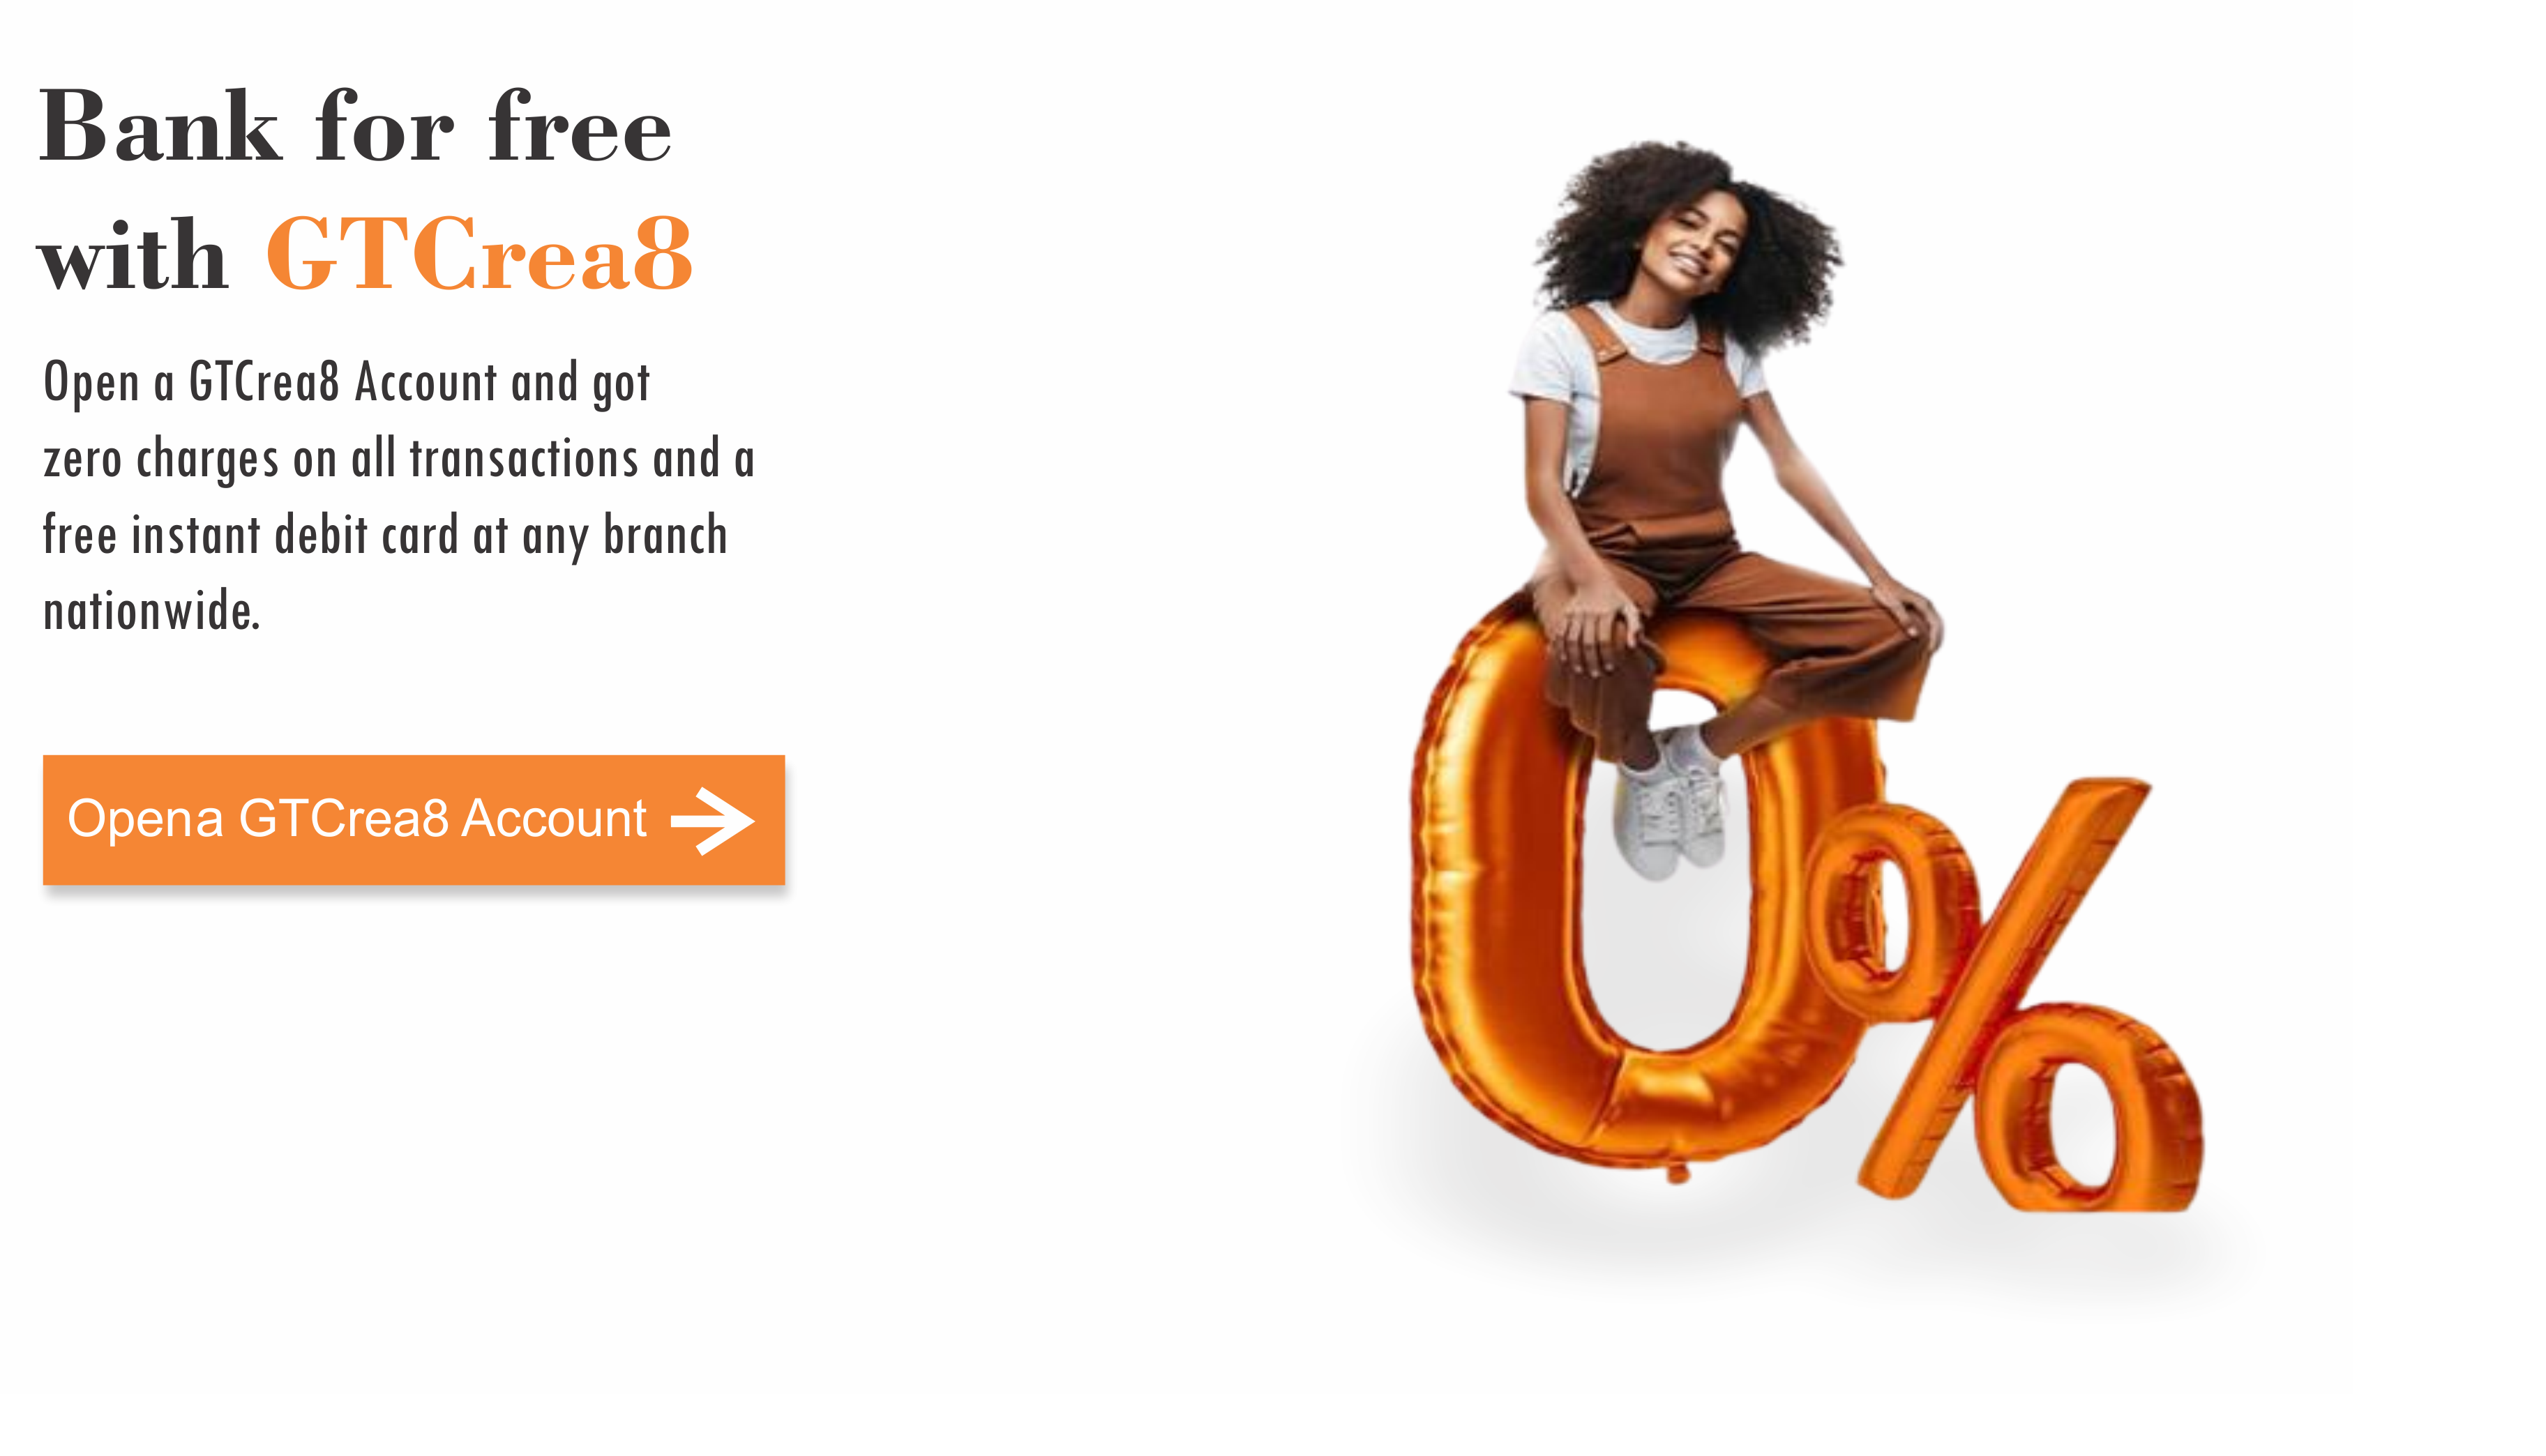 Bank for free
with GTCrea8
Open a GTCrea8 Account and got
zero charges on all transactions and a
free instant debit card at any branch
nationwide.
Open a GTCrea8 Account
0%